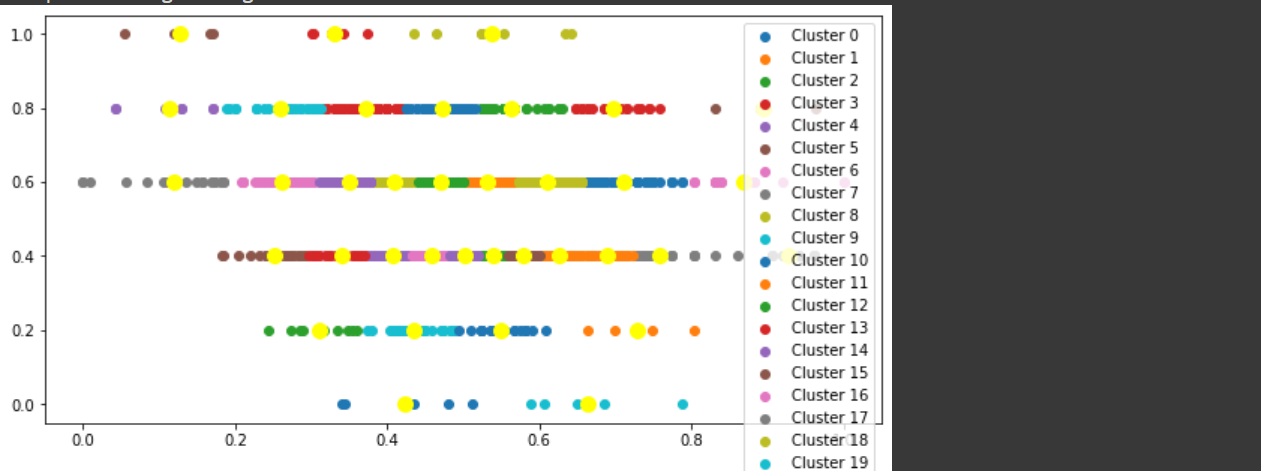 1.0
0.8
0.6
0.4
0.2
0.0
0.0 0.2 0.4 0.6 0.8 1.0
Cluster 0
Cluster 1
Cluster 2
Cluster 3
Cluster 4
Cluster 5
Cluster 6
Cluster 7
Cluster 8
Cluster 9
Cluster 10
Cluster 11
Cluster 12
Cluster 13
Cluster 14
Cluster 15
Cluster 16
Cluster 17
Cluster 18
Cluster 19